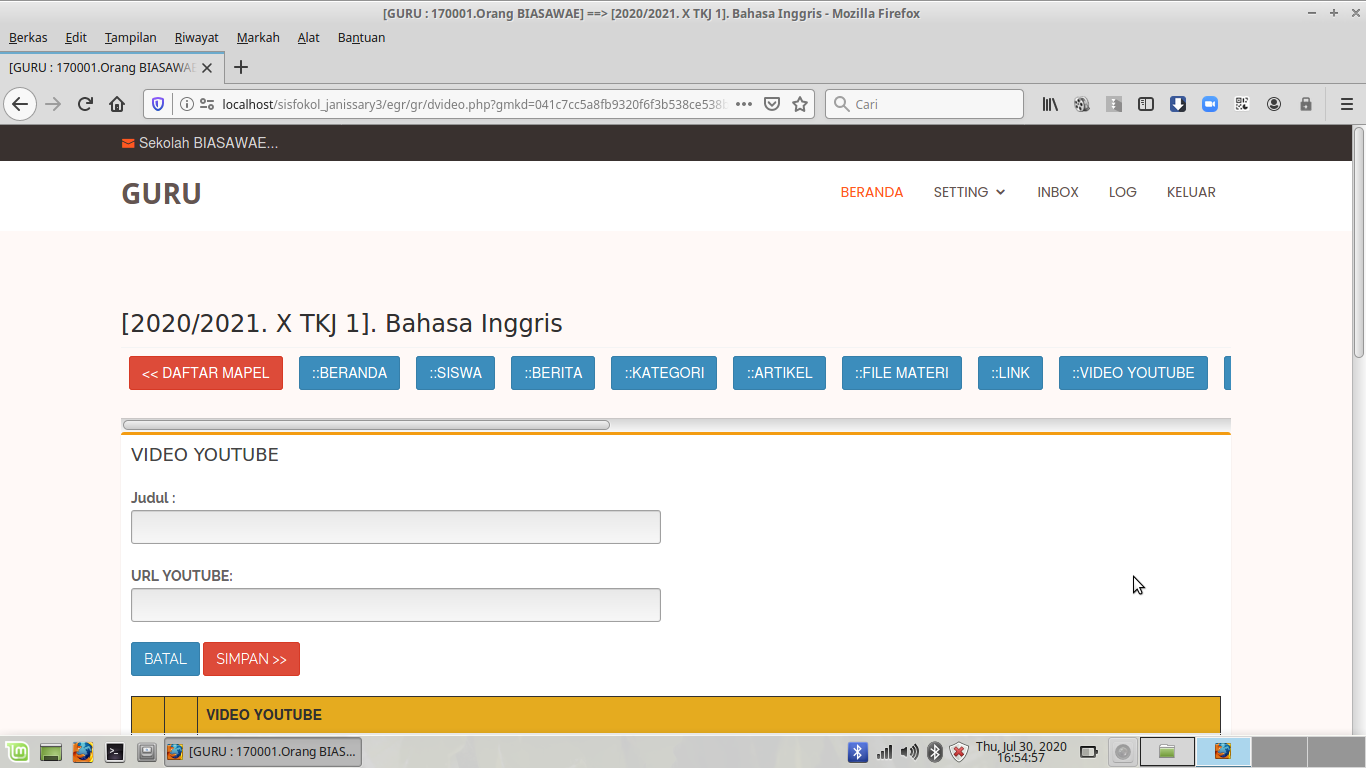 [GURU : 170001.Orang BIASAWAE] ==> [2020/2021. X TKJ 1]. Bahasa Inggris - Mozilla Firefox
Berkas Edit Tampilan Riwayat Markah Alat Bantuan
[GURU : 170001.Orang BIASAWAE
localhost/sisfokol_janissary3/egr/gr/dvideo.php?gmkd=041c7cc5a8fb9320f6f3b538ce538b
Cari
Sekolah BIASAWAE...
GURU
BERANDA SETTING INBOX LOG KELUAR
[2020/2021. X TKJ 1]. Bahasa Inggris
<< DAFTAR MAPEL ::BERANDA ::SISWA ::BERITA ::KATEGORI ::ARTIKEL ::FILE MATERI ::LINK ::VIDEO YOUTUBE
VIDEO YOUTUBE
Judul :
URL YOUTUBE:
BATAL SIMPAN >>
VIDEO YOUTUBE
[GURU : 170001.Orang BIAS...
Thu, Jul 30, 2020
16:54:57